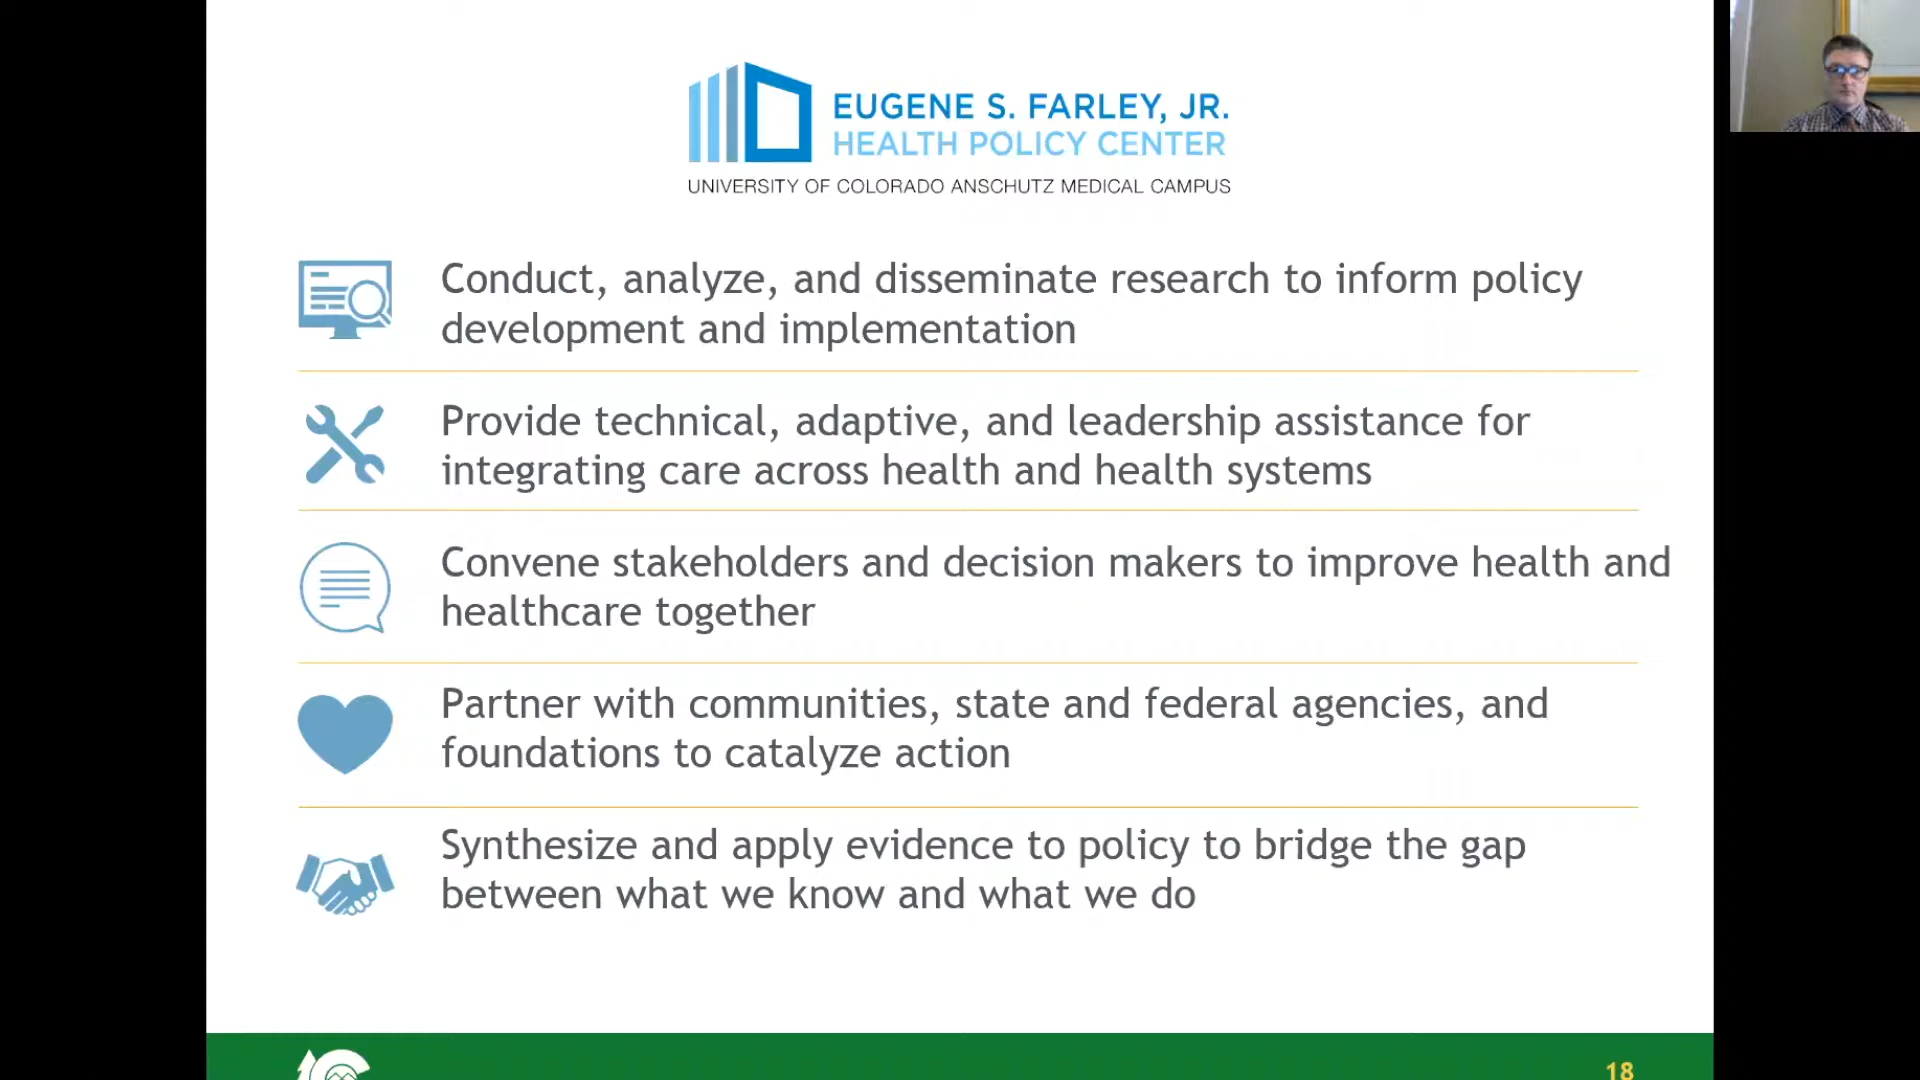 EUGENE S. FARLEY, JR.
HEALTH POLICY CENTER
UNIVERSITY OF COLORADO ANSCHUTZ MEDICAL CAMPUS
Conduct, analyze, and disseminate research to inform policy
development and implementation
Provide technical, adaptive, and leadership assistance for
integrating care across health and health systems
Convene stakeholders and decision makers to improve health and
healthcare together
Partner with communities, state and federal agencies, and
foundations to catalyze action
Synthesize and apply evidence to policy to bridge the gap
between what we know and what we do
18